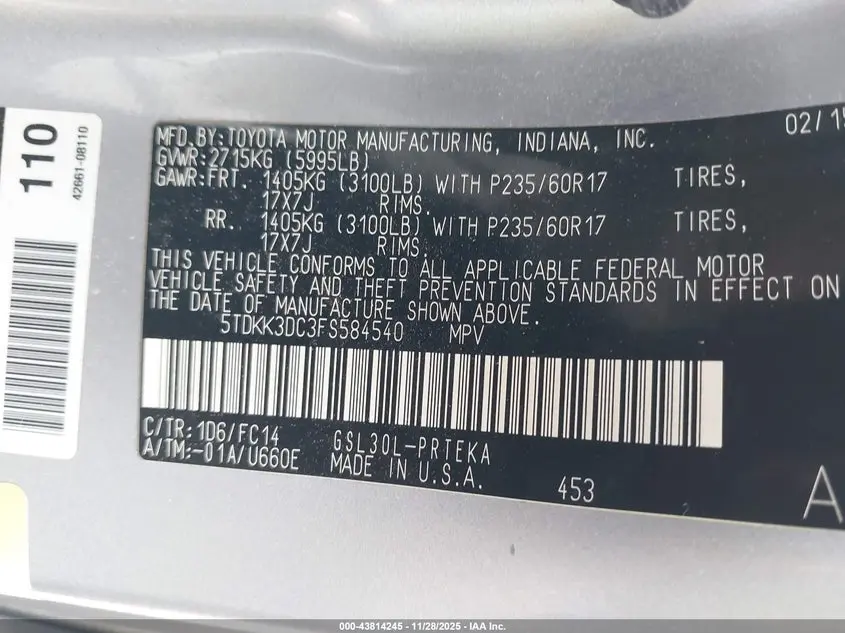 110
42661-08110
MFD.BY:TOYOTA MOTOR MANUFACTURING, INDIANA, INC. 02/15
GVWR:2715KG (5995LB)
GAWR:FRT. 1405KG (3100LB) WITH P235/60R17 TIRES,
17X7J RIMS.
RR. 1405KG (3100LB) WITH P235/60R17 TIRES,
17X7J RIMS.
THIS VEHICLE CONFORMS TO ALL APPLICABLE FEDERAL MOTOR
VEHICLE SAFETY AND THEFT PREVENTION STANDARDS IN EFFECT ON
THE DATE OF MANUFACTURE SHOWN ABOVE.
5TDKK3DC3FS584540 MPV
C/TR:1D6/FC14 GSL30L-PRTEKA
A/TM:-01A/U660E MADE IN U.S.A.
453
A
000-43814245 - 11/28/2025 - IAA Inc.